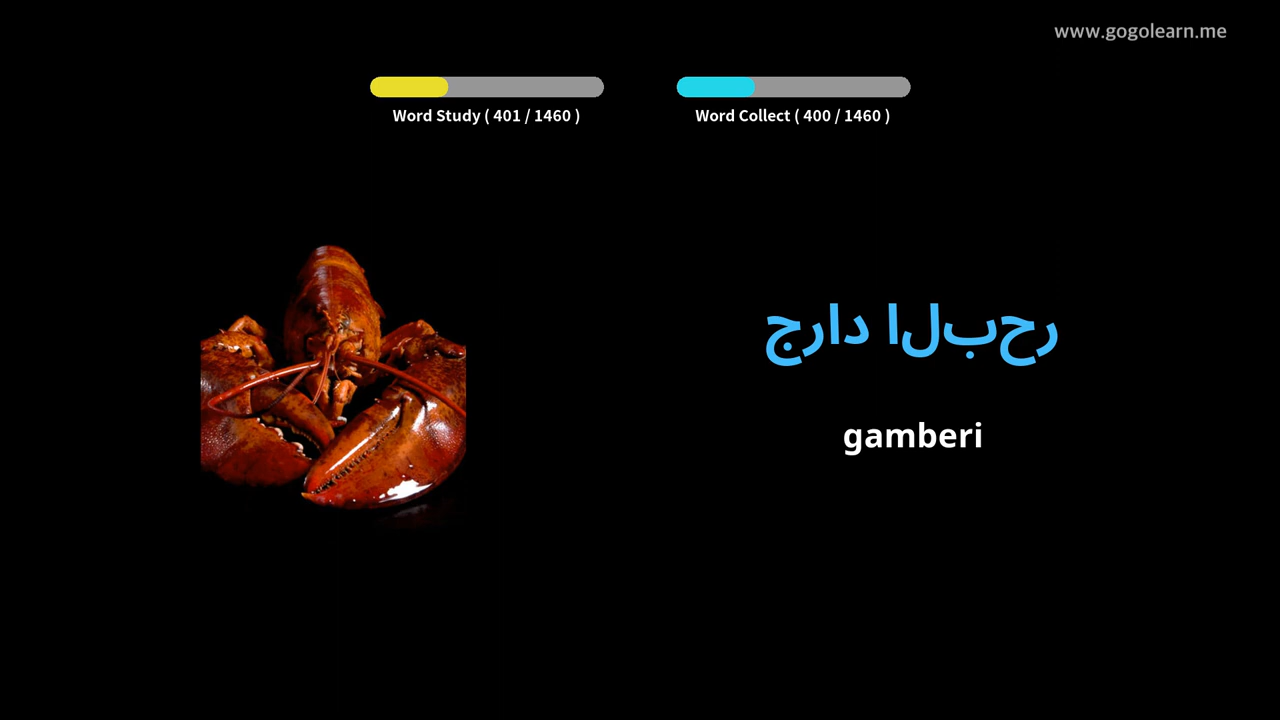 www.gogolearn.me
Word Study ( 401 / 1460 )
Word Collect ( 400 / 1460 )
جراد البحر
gamberi